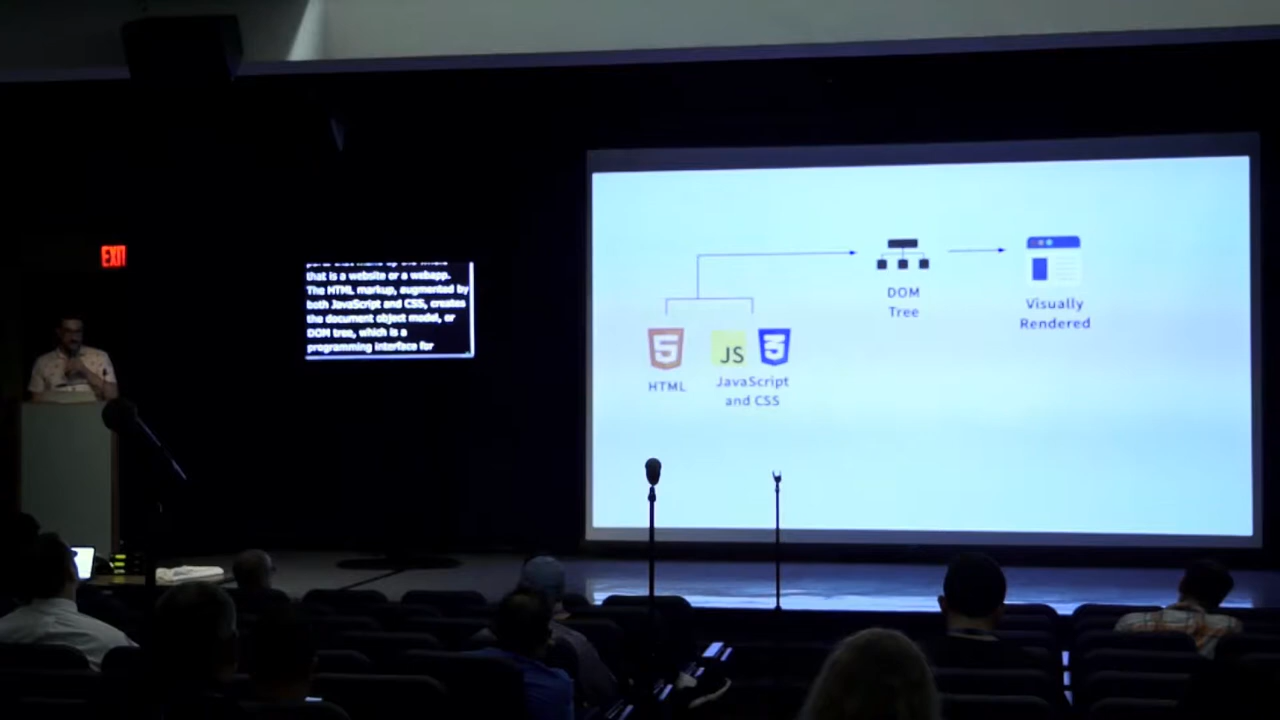 EXIT
that is a website or a webapp.
The HTML markup, augmented by
both JavaScript and CSS, creates
the document object model, or
DOM tree, which is a
programming interface for
DOM
Tree
Visually
Rendered
5
HTML
JS
3
JavaScript
and CSS